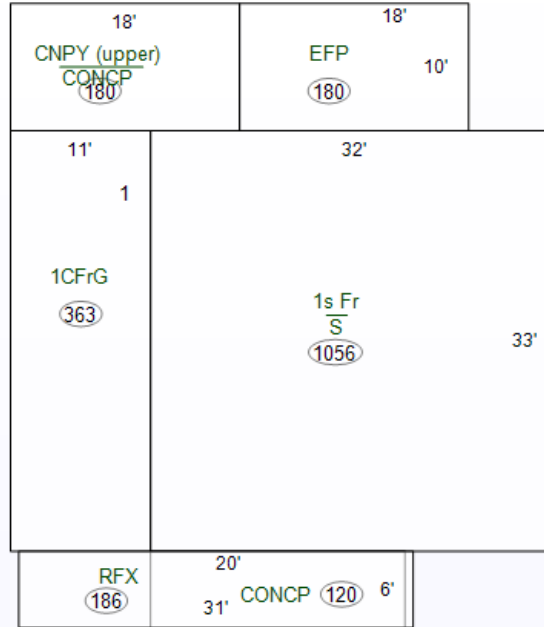 18'
18'
CNPY (upper)
CONCP
180
EFP
180
10'
11'
32'
1
1CFrG
363
1s Fr
S
1056
33'
RFX
186
20'
31'
CONCP
120
6'